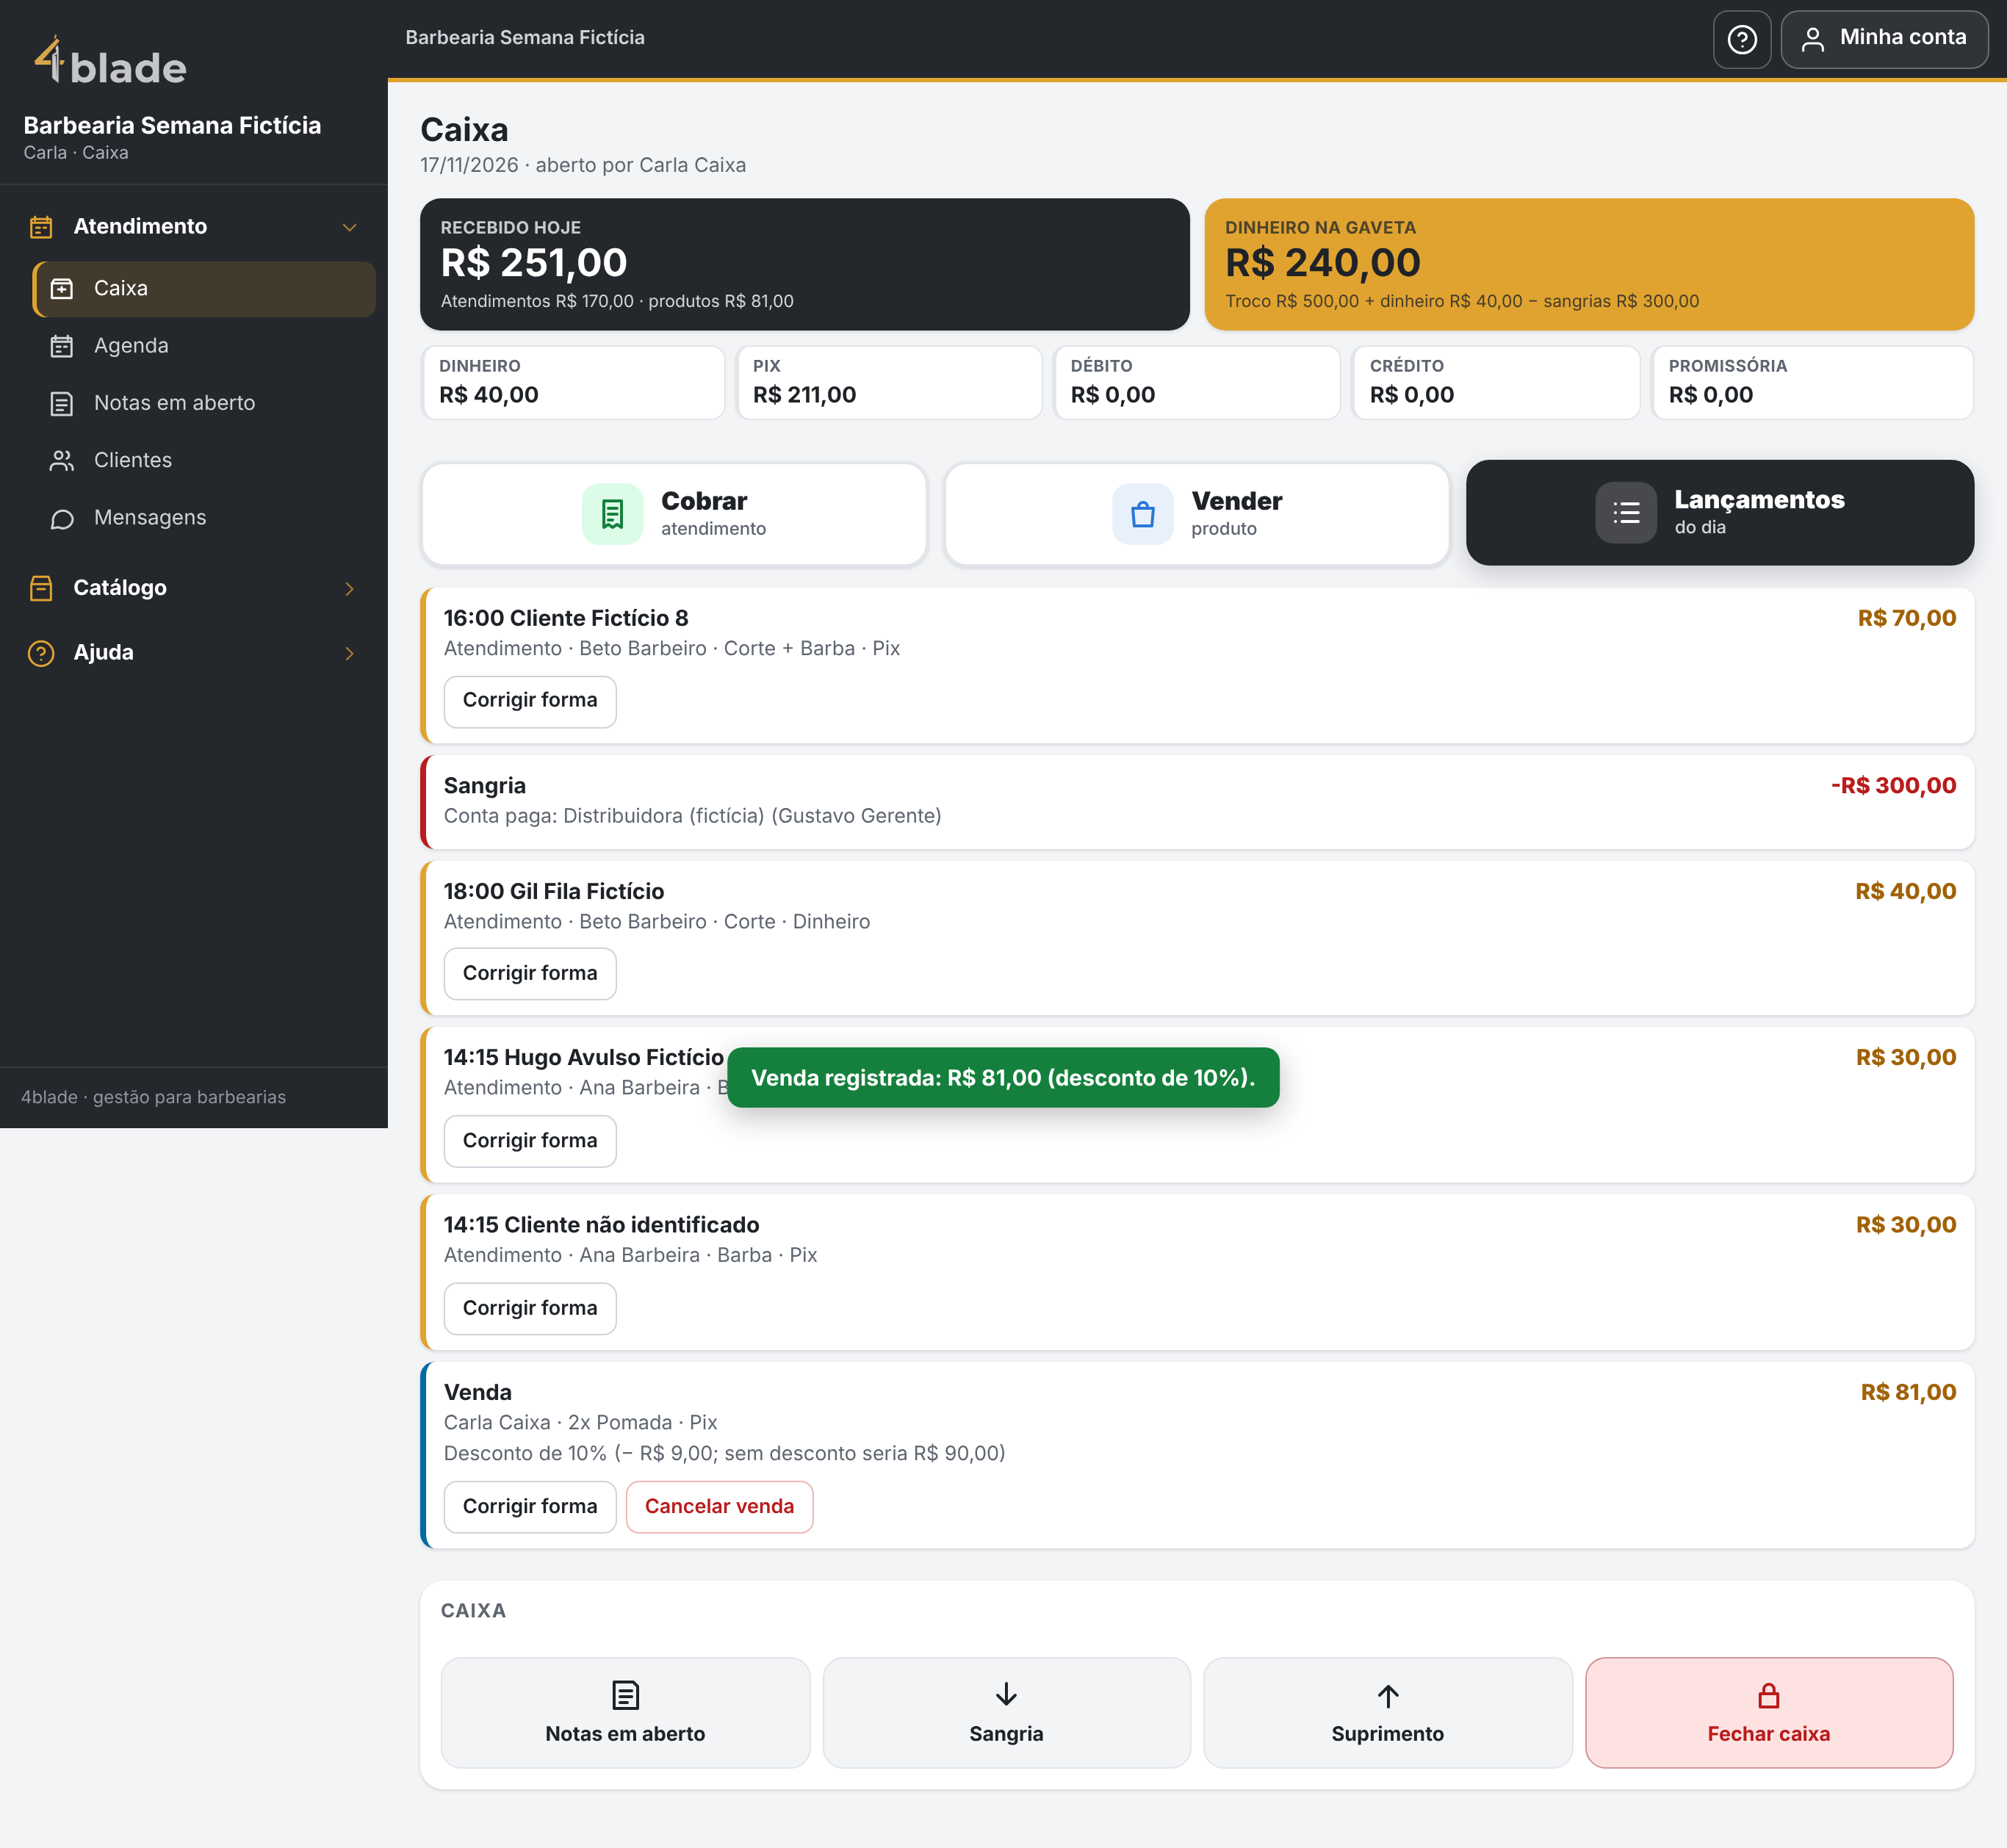 4blade
Barbearia Semana Fictícia
Carla · Caixa
Atendimento
Caixa
Agenda
Notas em aberto
Clientes
Mensagens
Catálogo
Ajuda
4blade · gestão para barbearias
Barbearia Semana Fictícia
Minha conta
Caixa
17/11/2026 · aberto por Carla Caixa
RECEBIDO HOJE
R$ 251,00
Atendimentos R$ 170,00 · produtos R$ 81,00
DINHEIRO NA GAVETA
R$ 240,00
Troco R$ 500,00 + dinheiro R$ 40,00 − sangrias R$ 300,00
DINHEIRO
R$ 40,00
PIX
R$ 211,00
DÉBITO
R$ 0,00
CRÉDITO
R$ 0,00
PROMISSÓRIA
R$ 0,00
Cobrar
atendimento
Vender
produto
Lançamentos
do dia
16:00 Cliente Fictício 8
R$ 70,00
Atendimento · Beto Barbeiro · Corte + Barba · Pix
Corrigir forma
Sangria
-R$ 300,00
Conta paga: Distribuidora (fictícia) (Gustavo Gerente)
18:00 Gil Fila Fictício
R$ 40,00
Atendimento · Beto Barbeiro · Corte · Dinheiro
Corrigir forma
14:15 Hugo Avulso Fictício
R$ 30,00
Atendimento · Ana Barbeira ·
Venda registrada: R$ 81,00 (desconto de 10%).
Corrigir forma
14:15 Cliente não identificado
R$ 30,00
Atendimento · Ana Barbeira · Barba · Pix
Corrigir forma
Venda
R$ 81,00
Carla Caixa · 2x Pomada · Pix
Desconto de 10% (− R$ 9,00; sem desconto seria R$ 90,00)
Corrigir forma
Cancelar venda
CAIXA
Notas em aberto
Sangria
Suprimento
Fechar caixa